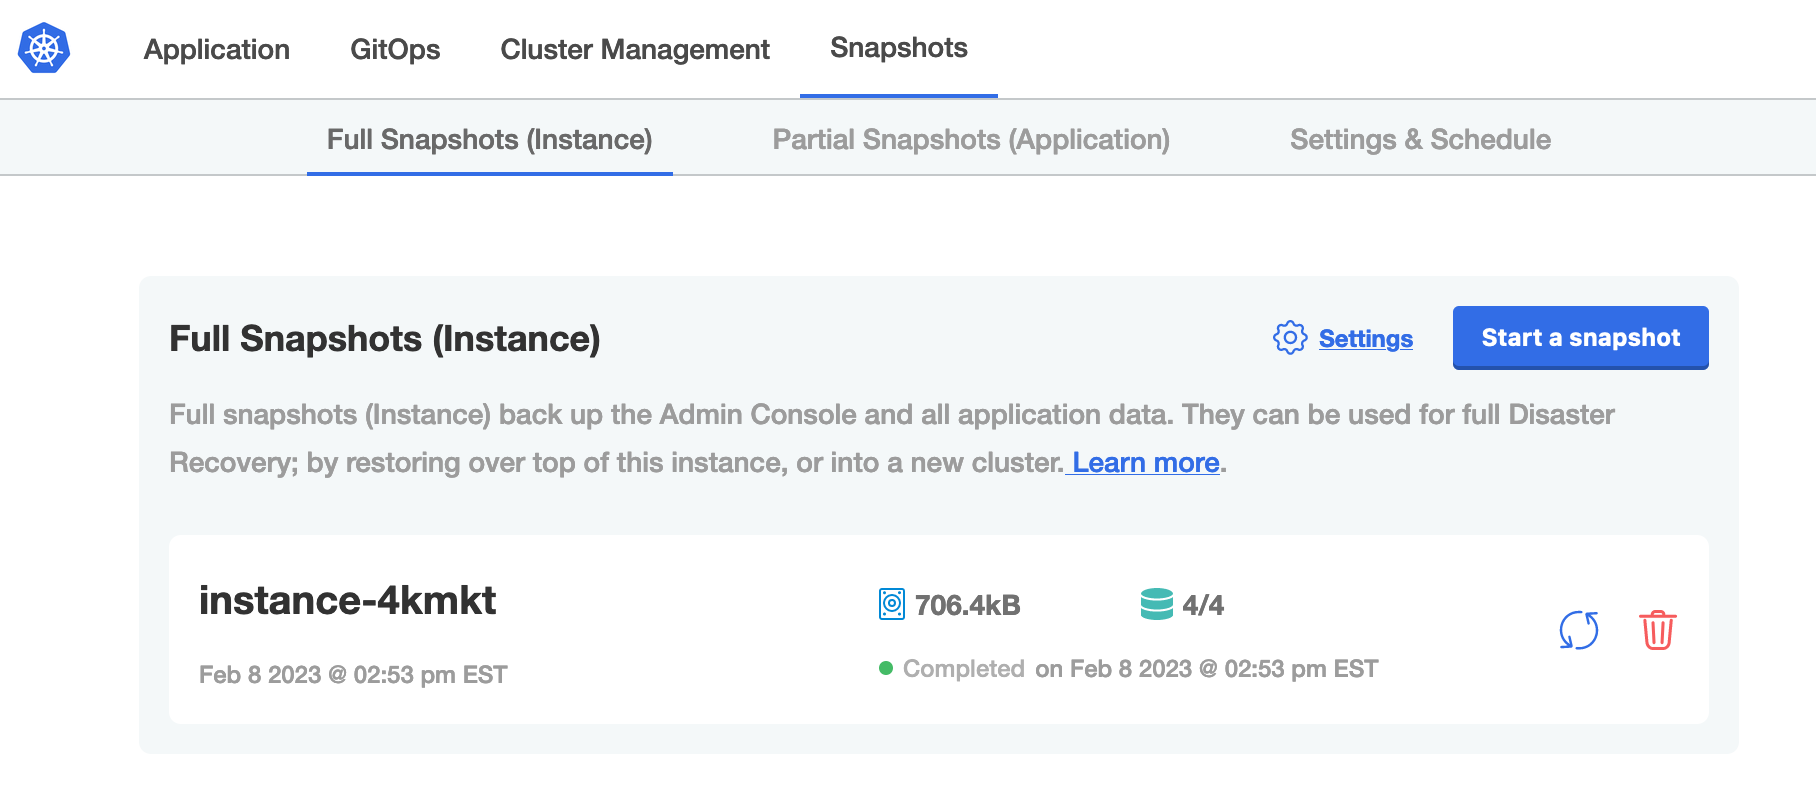 Application GitOps Cluster Management Snapshots
Full Snapshots (Instance) Partial Snapshots (Application) Settings & Schedule
Full Snapshots (Instance) Settings Start a snapshot
Full snapshots (Instance) back up the Admin Console and all application data. They can be used for full Disaster
Recovery; by restoring over top of this instance, or into a new cluster. Learn more.
instance-4kmkt 706.4kB 4/4
Feb 8 2023 @ 02:53 pm EST Completed on Feb 8 2023 @ 02:53 pm EST